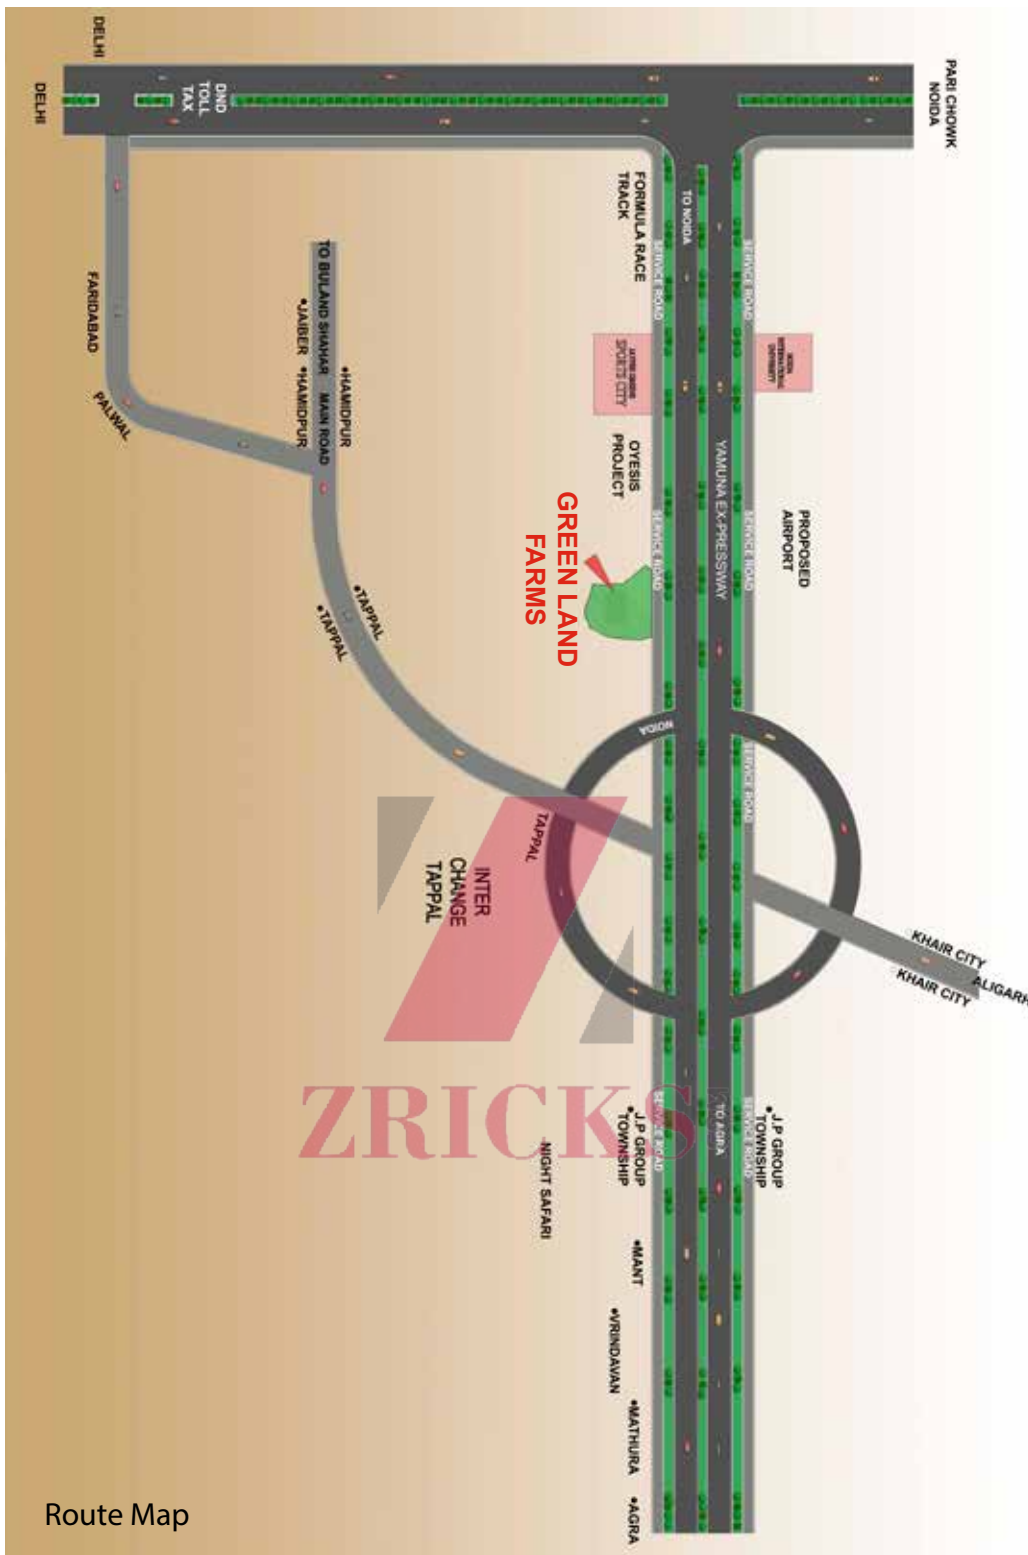 DELHI
DELHI
DND
TOLL
TAX
PARI CHOWK
NOIDA
FARIDABAD
PALWAL
TO BULAND SHAHAR MAIN ROAD
•JAIBER •HAMIDPUR
•HAMIDPUR
•TAPPAL
•TAPPAL
FORMULA RACE
TRACK
TO NOIDA
SERVICE ROAD
SERVICE ROAD
SPORTS CITY
NOIDA
INTERNATIONAL
UNIVERSITY
OYESIS
PROJECT
YAMUNA EX-PRESSWAY
PROPOSED
AIRPORT
GREEN LAND
FARMS
SERVICE ROAD
SERVICE ROAD
NOIDA
SERVICE ROAD
TAPPAL
INTER
CHANGE
TAPPAL
KHAIR CITY
KHAIR CITY
ALIGARH
ZRICKS
SERVICE ROAD
TO AGRA
SERVICE ROAD
•J.P GROUP
TOWNSHIP
•J.P GROUP
TOWNSHIP
NIGHT SAFARI
•MANT
•VRINDAVAN
•MATHURA
•AGRA
Route Map